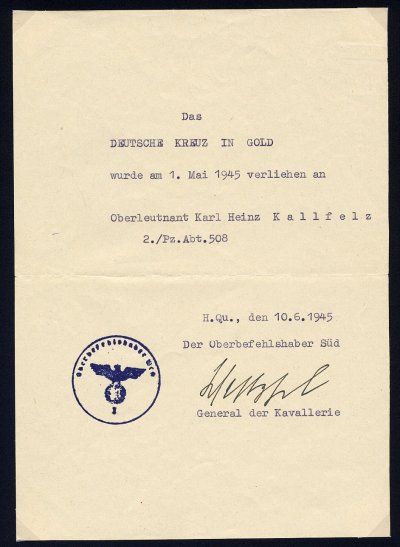 Das
DEUTSCHE KREUZ IN GOLD
wurde am 1. Mai 1945 verliehen an
Oberleutnant Karl Heinz K a l l f e l z
2./Pz.Abt.508
H.Qu., den 10.6.1945
Der Oberbefehlshaber Süd
General der Kavallerie
Oberbefehlshaber